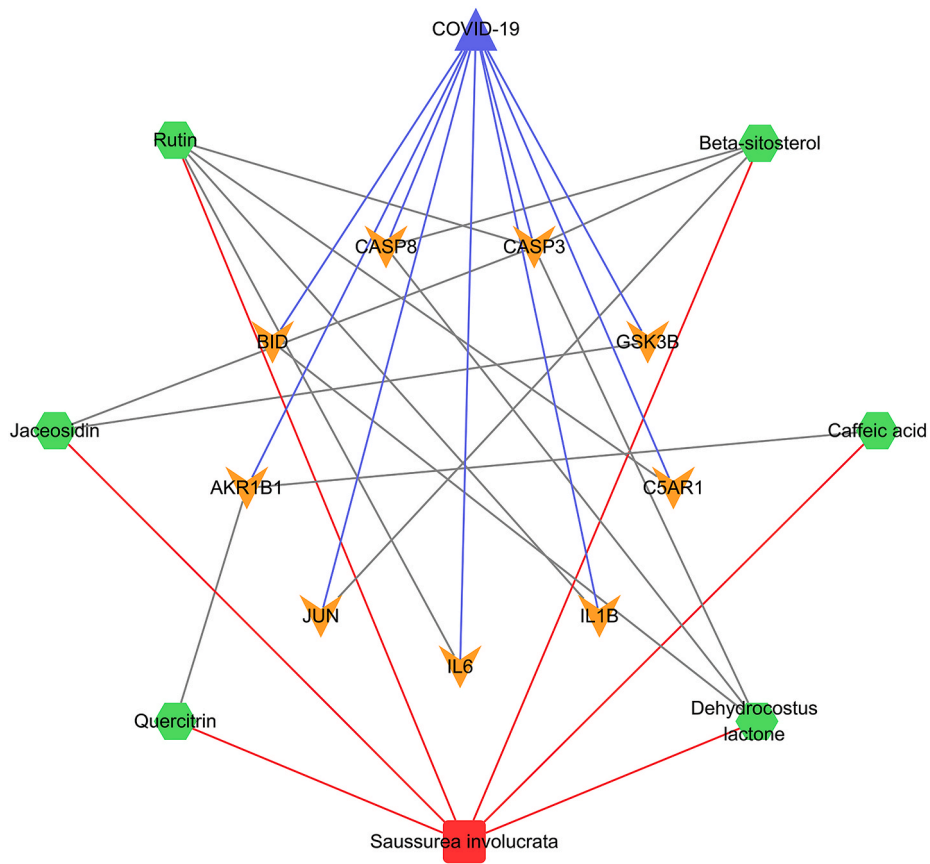 COVID-19
Rutin
Beta-sitosterol
CASP8
CASP3
BID
GSK3B
Jaceosidin
Caffeic acid
AKR1B1
C5AR1
JUN
IL1B
IL6
Quercitrin
Dehydrocostus
lactone
Saussurea involucrata